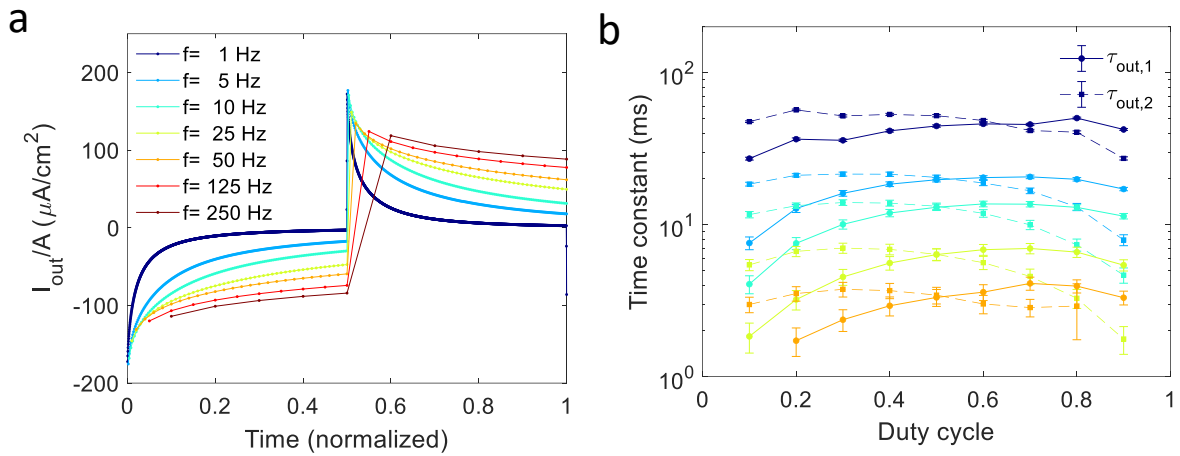 a
I_out/A (μA/cm²)
200
100
0
-100
-200
f= 1 Hz
f= 5 Hz
f= 10 Hz
f= 25 Hz
f= 50 Hz
f= 125 Hz
f= 250 Hz
0
0.2
0.4
0.6
0.8
1
Time (normalized)
b
Time constant (ms)
10²
10¹
10⁰
τ_out,1
τ_out,2
0
0.2
0.4
0.6
0.8
1
Duty cycle